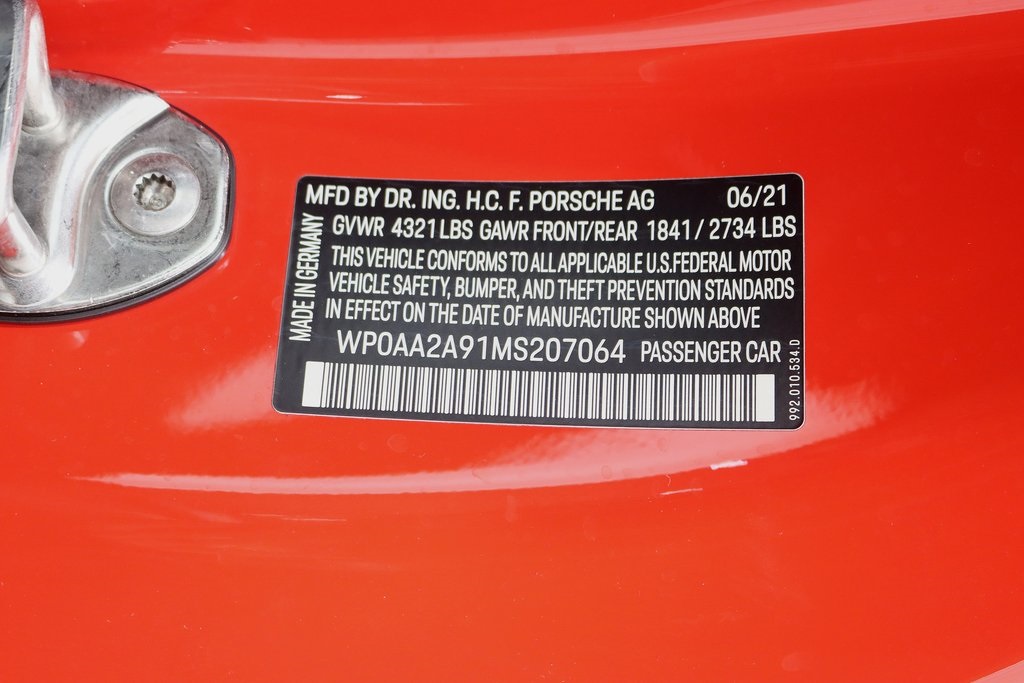 MFD BY DR. ING. H.C. F. PORSCHE AG 06/21
GVWR 4321 LBS GAWR FRONT/REAR 1841 / 2734 LBS
THIS VEHICLE CONFORMS TO ALL APPLICABLE U.S.FEDERAL MOTOR
VEHICLE SAFETY, BUMPER, AND THEFT PREVENTION STANDARDS
IN EFFECT ON THE DATE OF MANUFACTURE SHOWN ABOVE
WP0AA2A91MS207064 PASSENGER CAR
MADE IN GERMANY
992.010.534.D